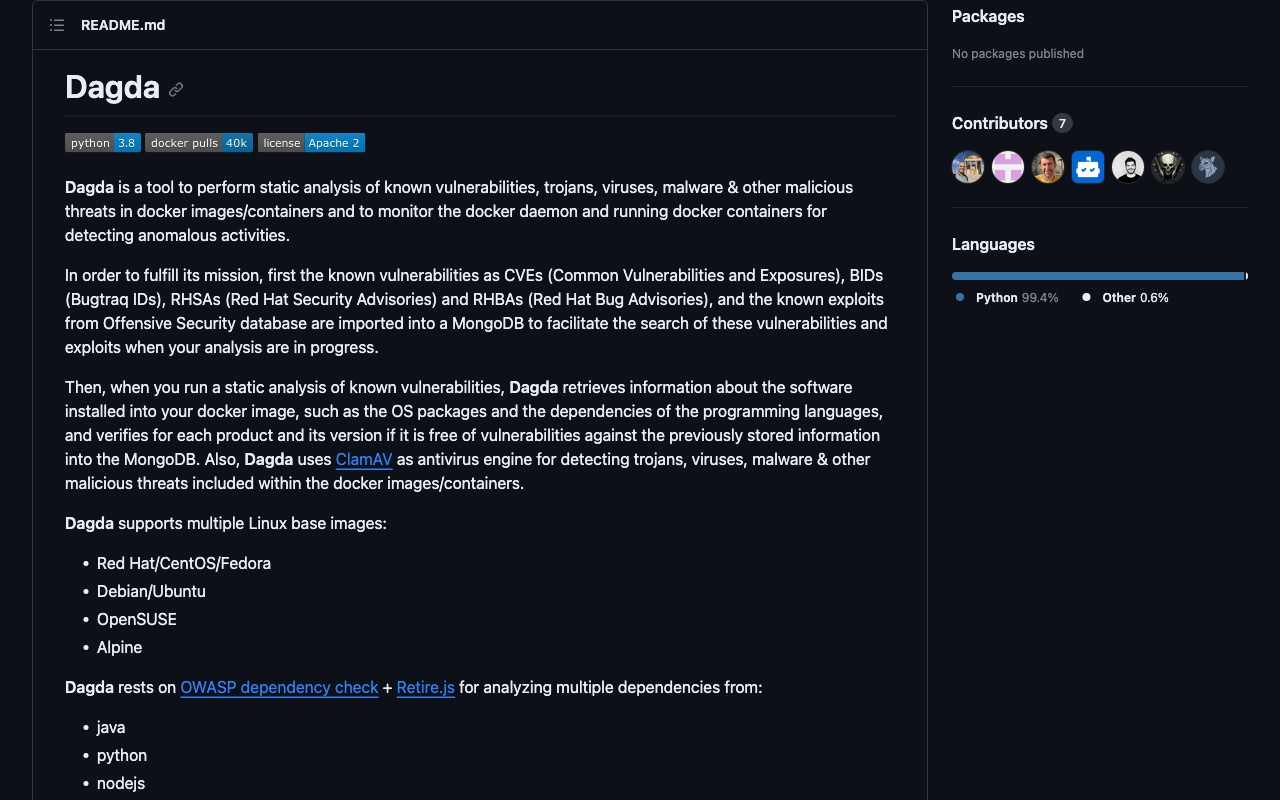 README.md
Dagda
python 3.8 docker pulls 40k license Apache 2
Dagda is a tool to perform static analysis of known vulnerabilities, trojans, viruses, malware & other malicious
threats in docker images/containers and to monitor the docker daemon and running docker containers for
detecting anomalous activities.
In order to fulfill its mission, first the known vulnerabilities as CVEs (Common Vulnerabilities and Exposures), BIDs
(Bugtraq IDs), RHSAs (Red Hat Security Advisories) and RHBAs (Red Hat Bug Advisories), and the known exploits
from Offensive Security database are imported into a MongoDB to facilitate the search of these vulnerabilities and
exploits when your analysis are in progress.
Then, when you run a static analysis of known vulnerabilities, Dagda retrieves information about the software
installed into your docker image, such as the OS packages and the dependencies of the programming languages,
and verifies for each product and its version if it is free of vulnerabilities against the previously stored information
into the MongoDB. Also, Dagda uses ClamAV as antivirus engine for detecting trojans, viruses, malware & other
malicious threats included within the docker images/containers.
Dagda supports multiple Linux base images:
• Red Hat/CentOS/Fedora
• Debian/Ubuntu
• OpenSUSE
• Alpine
Dagda rests on OWASP dependency check + Retire.js for analyzing multiple dependencies from:
• java
• python
• nodejs
Packages
No packages published
Contributors 7
Languages
Python 99.4% Other 0.6%